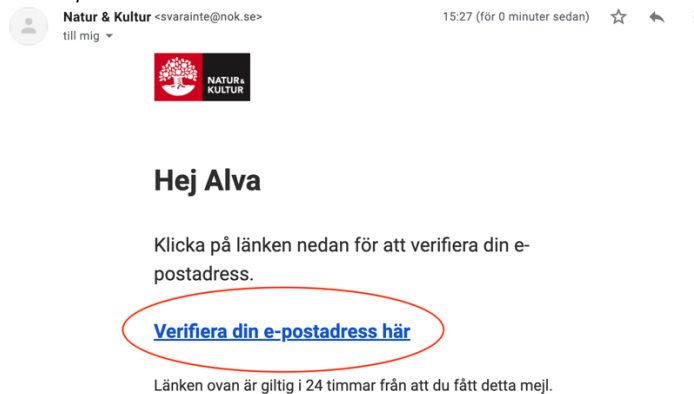 Natur & Kultur <svarainte@nok.se>
15:27 (för 0 minuter sedan)
till mig
NATUR&
KULTUR
Hej Alva
Klicka på länken nedan för att verifiera din e-
postadress.
Verifiera din e-postadress här
Länken ovan är giltig i 24 timmar från att du fått detta mejl.